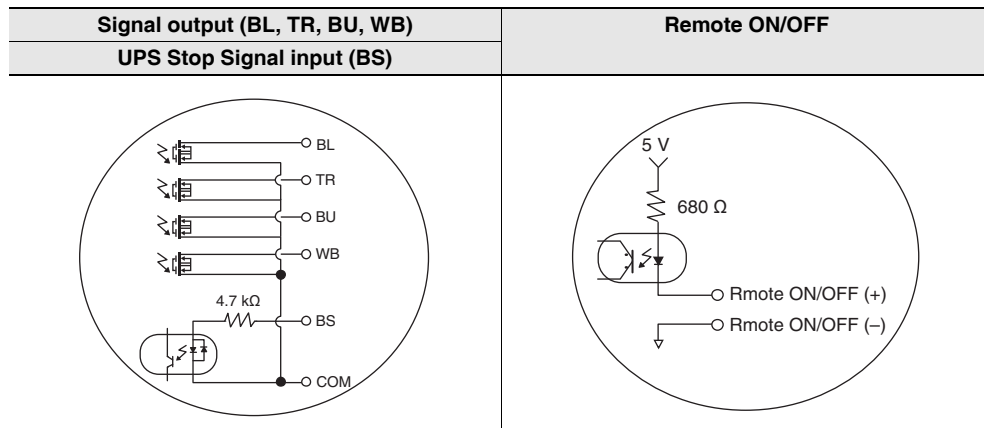 Signal output (BL, TR, BU, WB)
UPS Stop Signal input (BS)
Remote ON/OFF
BL
TR
BU
WB
4.7 kΩ
BS
COM
5 V
680 Ω
Rmote ON/OFF (+)
Rmote ON/OFF (–)